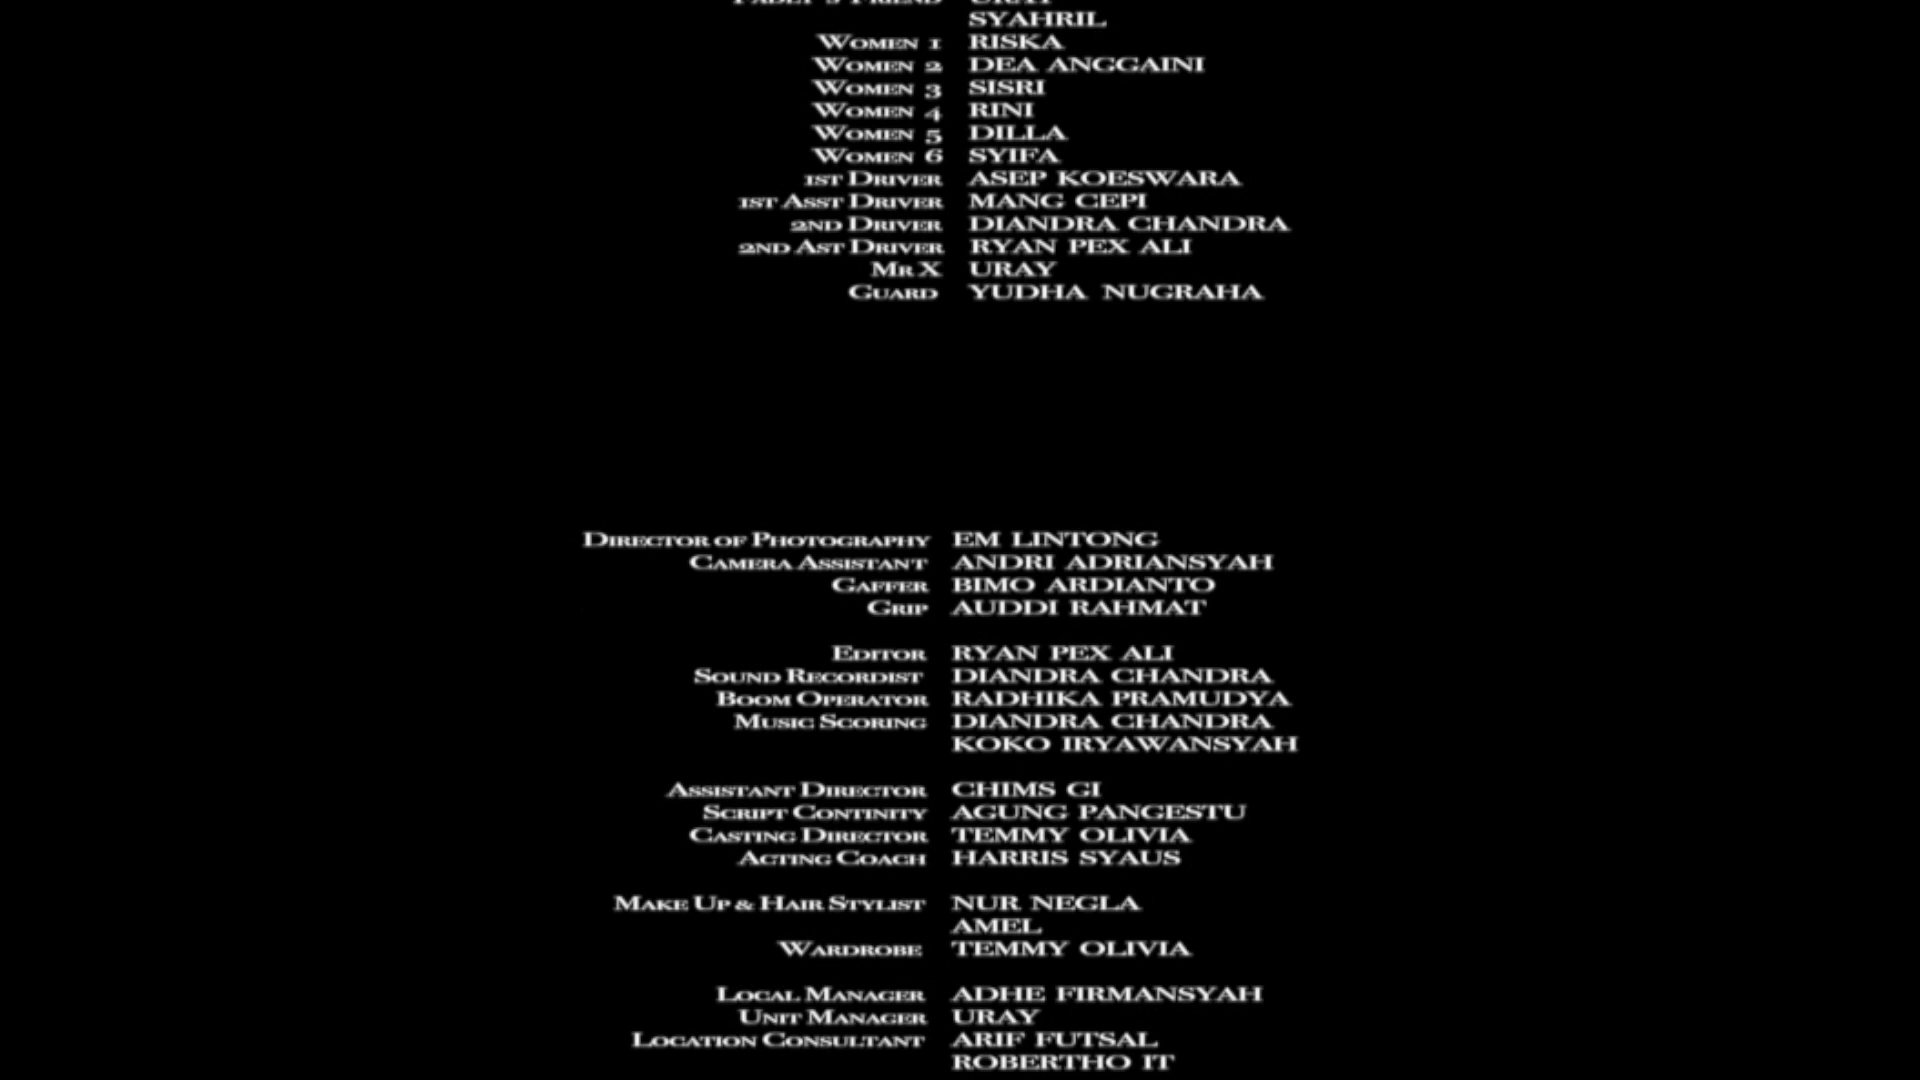 SYAHRIL
WOMEN 1 RISKA
WOMEN 2 DEA ANGGAINI
WOMEN 3 SISRI
WOMEN 4 RINI
WOMEN 5 DILLA
WOMEN 6 SYIFA
1ST DRIVER ASEP KOESWARA
1ST ASST DRIVER MANG CEPI
2ND DRIVER DIANDRA CHANDRA
2ND AST DRIVER RYAN PEX ALI
MR X URAY
GUARD YUDHA NUGRAHA
DIRECTOR OF PHOTOGRAPHY EM LINTONG
CAMERA ASSISTANT ANDRI ADRIANSYAH
GAFFER BIMO ARDIANTO
GRIP AUDDI RAHMAT
EDITOR RYAN PEX ALI
SOUND RECORDIST DIANDRA CHANDRA
BOOM OPERATOR RADHIKA PRAMUDYA
MUSIC SCORING DIANDRA CHANDRA
KOKO IRYAWANSYAH
ASSISTANT DIRECTOR CHIMS GI
SCRIPT CONTINITY AGUNG PANGESTU
CASTING DIRECTOR TEMMY OLIVIA
ACTING COACH HARRIS SYAUS
MAKE UP & HAIR STYLIST NUR NEGLA
AMEL
WARDROBE TEMMY OLIVIA
LOCAL MANAGER ADHE FIRMANSYAH
UNIT MANAGER URAY
LOCATION CONSULTANT ARIF FUTSAL
ROBERTHO IT